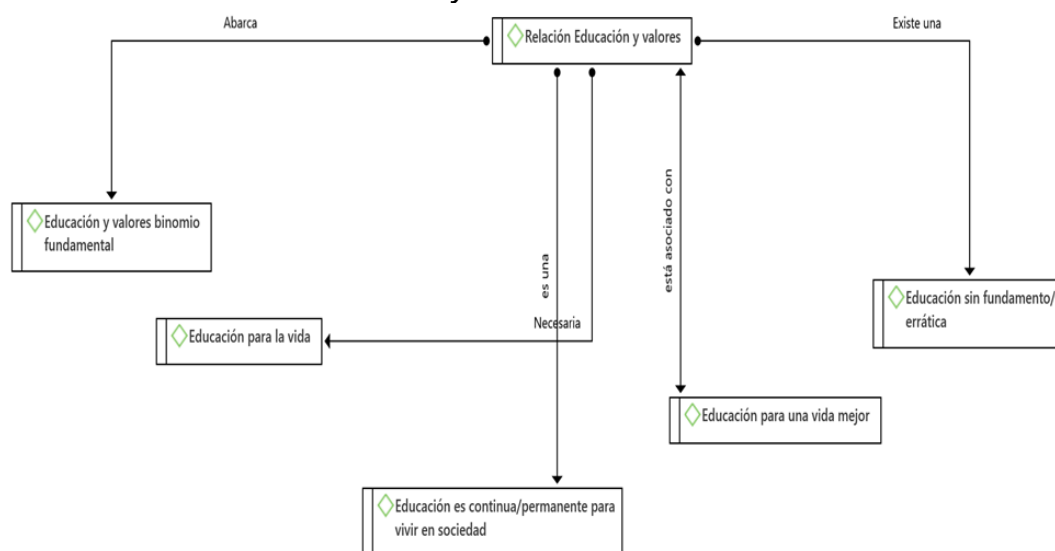 Abarca
Relación Educación y valores
Existe una
está asociado con
Educación y valores binomio
fundamental
es una
Educación sin fundamento/
errática
Necesaria
Educación para la vida
Educación para una vida mejor
Educación es continua/permanente para
vivir en sociedad